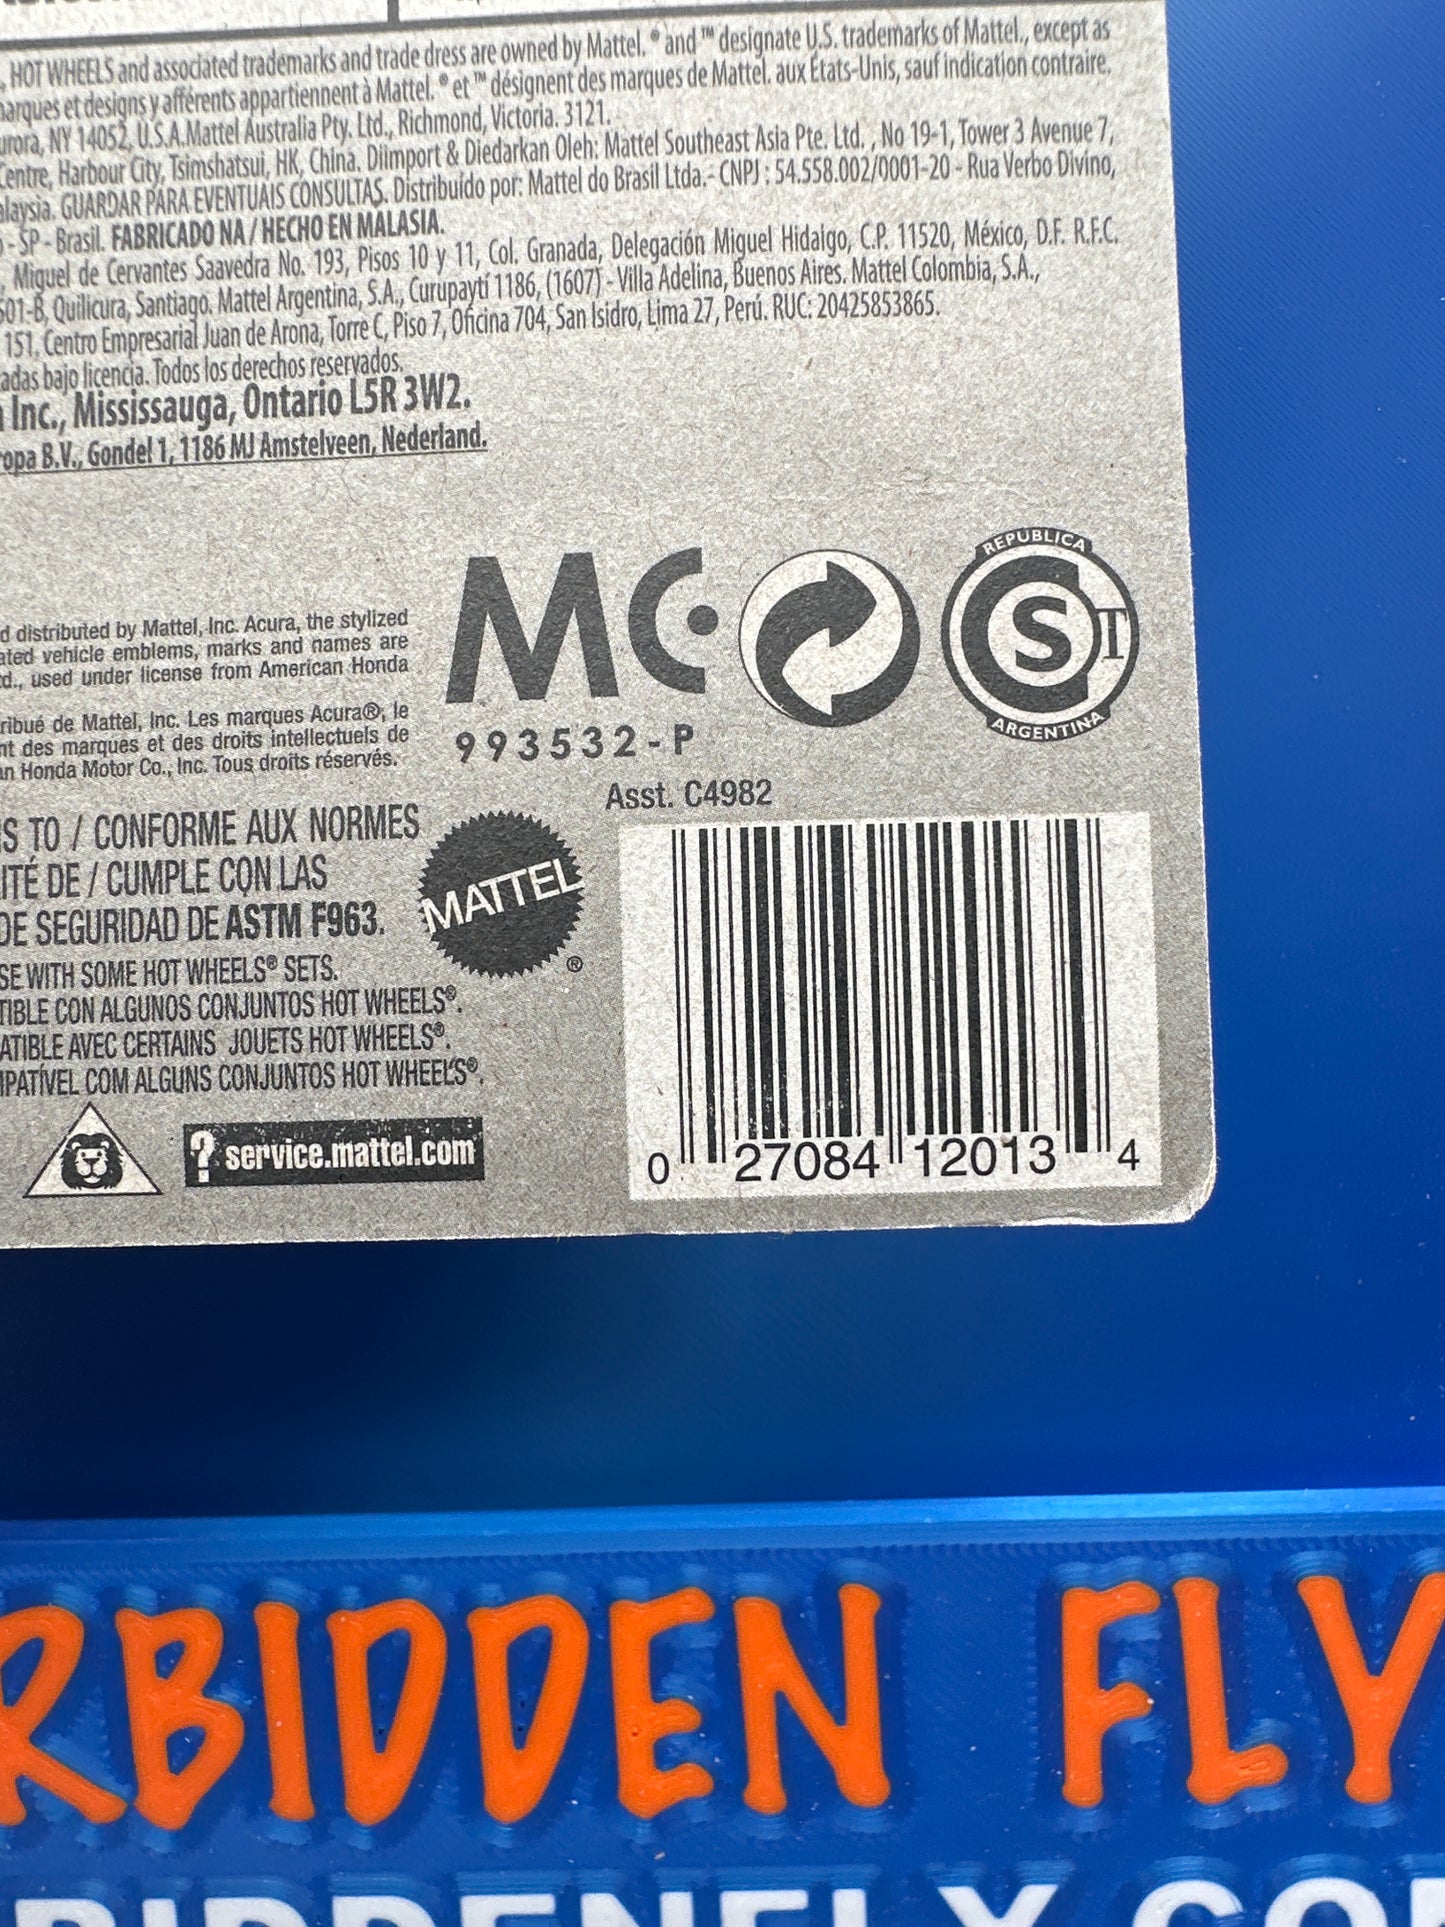 HOT WHEELS and associated trademarks and trade dress are owned by Mattel. ® and ™ designate U.S. trademarks of Mattel., except as
marques et designs y afférents appartiennent à Mattel. ® et ™ désignent des marques de Mattel. aux États-Unis, sauf indication contraire.
urora, NY 14052, U.S.A.Mattel Australia Pty. Ltd., Richmond, Victoria. 3121.
Centre, Harbour City, Tsimshatsui, HK, China. Diimport & Diedarkan Oleh: Mattel Southeast Asia Pte. Ltd. , No 19-1, Tower 3 Avenue 7,
alaysia. GUARDAR PARA EVENTUAIS CONSULTAS. Distribuído por: Mattel do Brasil Ltda.- CNPJ : 54.558.002/0001-20 - Rua Verbo Divino,
- SP - Brasil. FABRICADO NA / HECHO EN MALASIA.
, Miguel de Cervantes Saavedra No. 193, Pisos 10 y 11, Col. Granada, Delegación Miguel Hidalgo, C.P. 11520, México, D.F. R.F.C.
501-B, Quilicura, Santiago. Mattel Argentina, S.A., Curupaytí 1186, (1607) - Villa Adelina, Buenos Aires. Mattel Colombia, S.A.,
151, Centro Empresarial Juan de Arona, Torre C, Piso 7, Oficina 704, San Isidro, Lima 27, Perú. RUC: 20425853865.
adas bajo licencia. Todos los derechos reservados.
Inc., Mississauga, Ontario L5R 3W2.
ropa B.V., Gondel 1, 1186 MJ Amstelveen, Nederland.
MC
REPÚBLICA
S
T
ARGENTINA
d distributed by Mattel, Inc. Acura, the stylized
ated vehicle emblems, marks and names are
td., used under license from American Honda
ribué de Mattel, Inc. Les marques Acura®, le
nt des marques et des droits intellectuels de
an Honda Motor Co., Inc. Tous droits réservés.
993532-P
Asst. C4982
S TO / CONFORME AUX NORMES
ITÉ DE / CUMPLE CON LAS
DE SEGURIDAD DE ASTM F963.
MATTEL
®
SE WITH SOME HOT WHEELS® SETS.
TIBLE CON ALGUNOS CONJUNTOS HOT WHEELS®.
ATIBLE AVEC CERTAINS JOUETS HOT WHEELS®.
MPATÍVEL COM ALGUNS CONJUNTOS HOT WHEELS®.
? service.mattel.com
0 27084 12013 4
RBIDDEN FLY
BIDDENFLY.CO